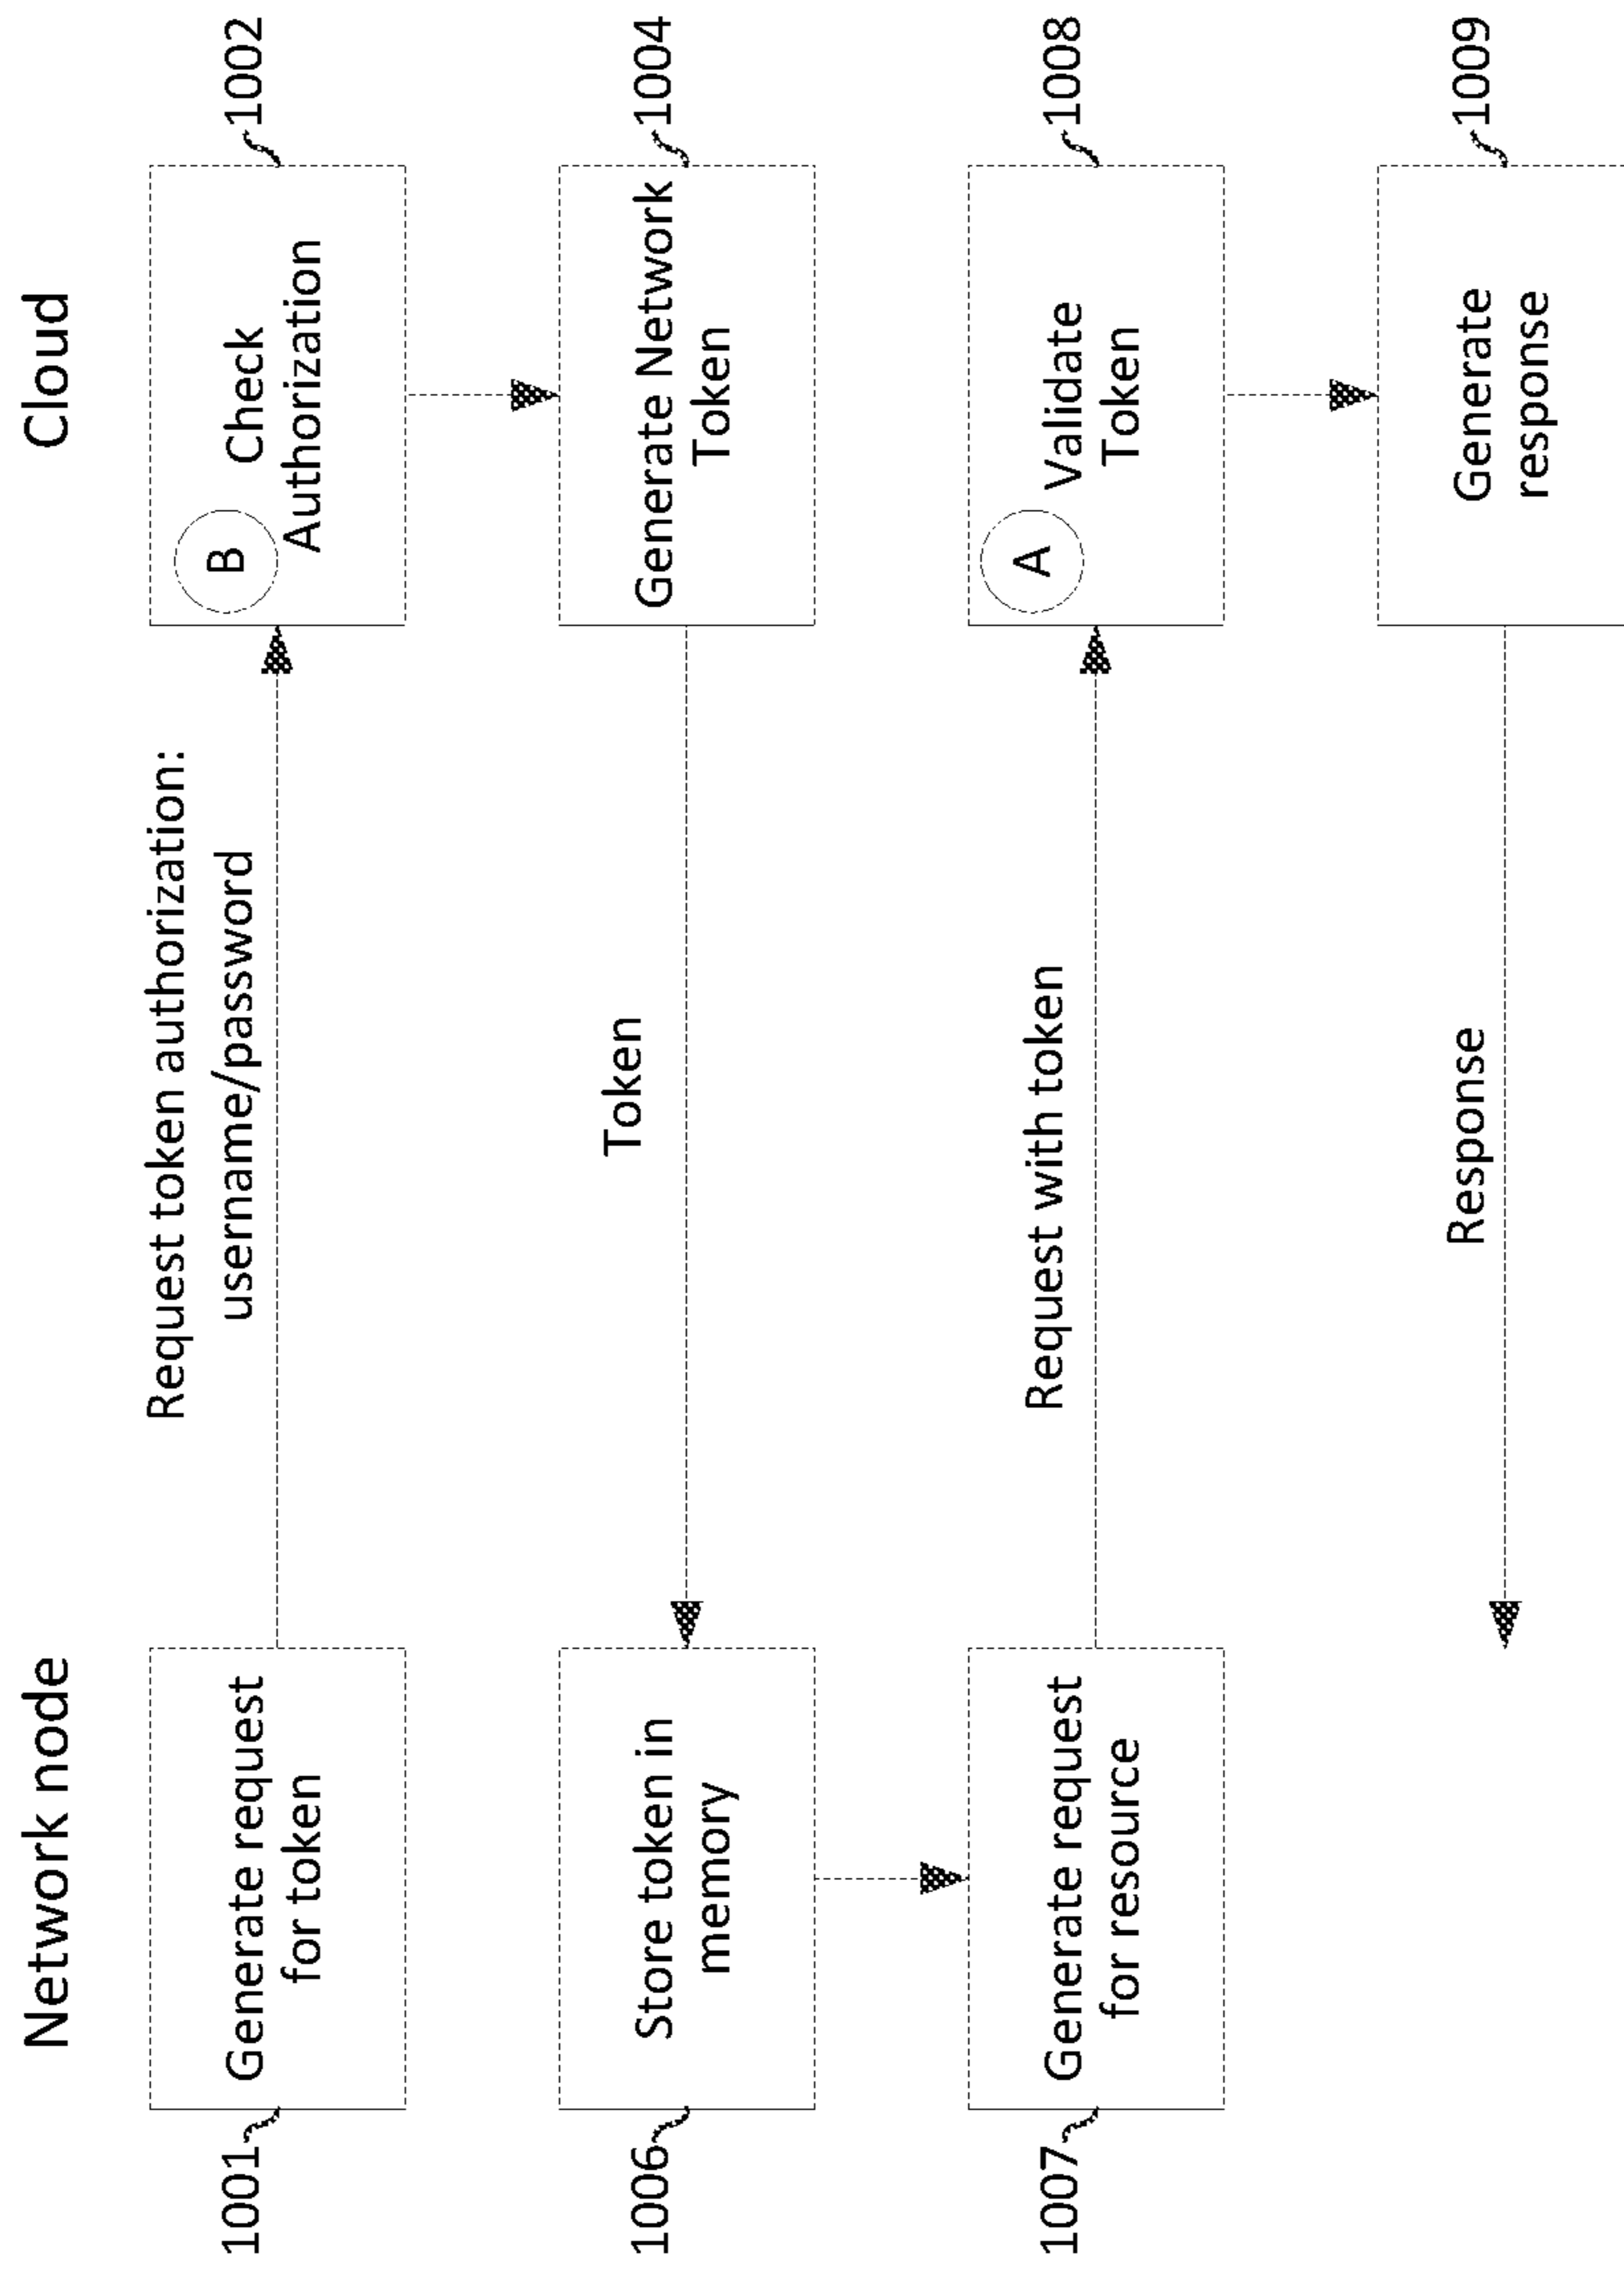 Network node
Cloud
1001
Generate request
for token
Request token authorization:
username/password
B
Check
Authorization
1002
1006
Store token in
memory
Token
Generate Network
Token
1004
1007
Generate request
for resource
Request with token
A
Validate
Token
1008
Response
Generate
response
1009